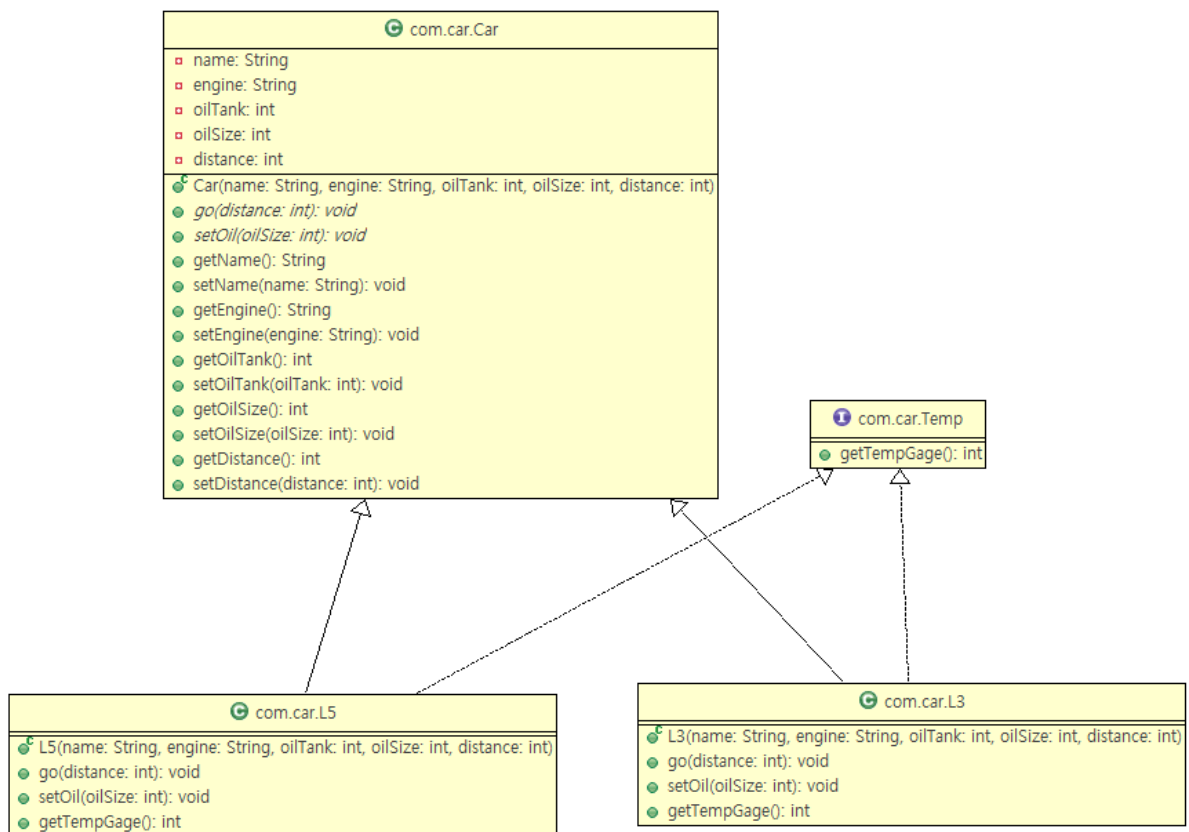 com.car.Car
name: String
engine: String
oilTank: int
oilSize: int
distance: int
Car(name: String, engine: String, oilTank: int, oilSize: int, distance: int)
go(distance: int): void
setOil(oilSize: int): void
getName(): String
setName(name: String): void
getEngine(): String
setEngine(engine: String): void
getOilTank(): int
setOilTank(oilTank: int): void
getOilSize(): int
setOilSize(oilSize: int): void
getDistance(): int
setDistance(distance: int): void
com.car.Temp
getTempGage(): int
com.car.L5
L5(name: String, engine: String, oilTank: int, oilSize: int, distance: int)
go(distance: int): void
setOil(oilSize: int): void
getTempGage(): int
com.car.L3
L3(name: String, engine: String, oilTank: int, oilSize: int, distance: int)
go(distance: int): void
setOil(oilSize: int): void
getTempGage(): int